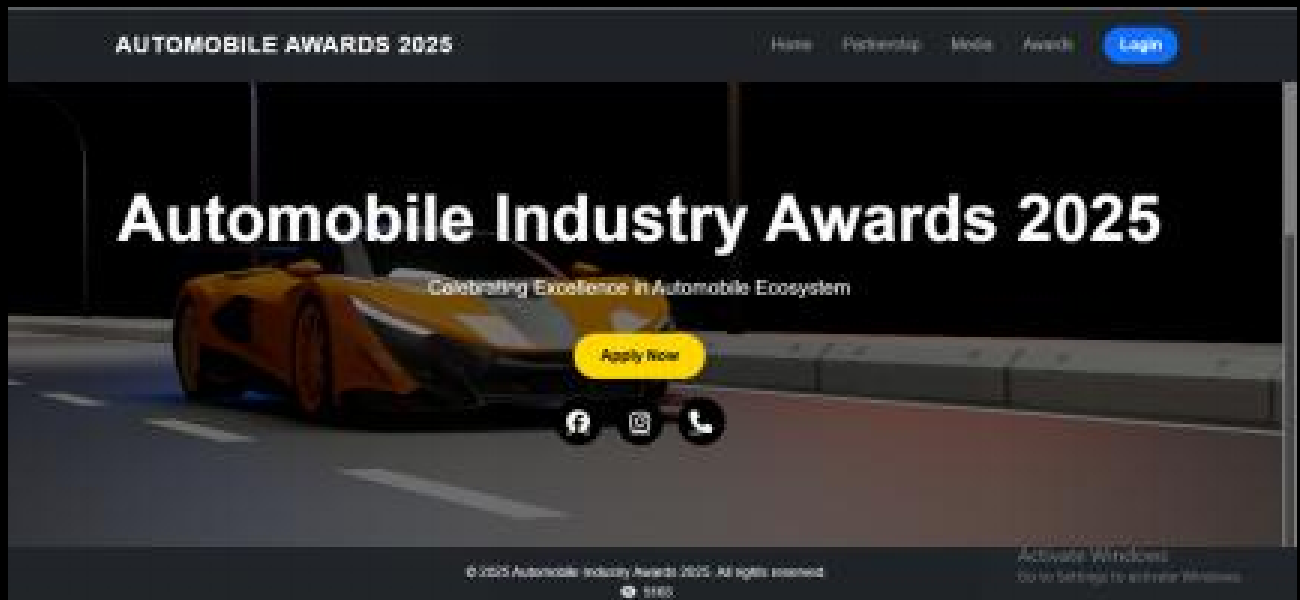 AUTOMOBILE AWARDS 2025
Home Partnership Media Awards Login
Automobile Industry Awards 2025
Celebrating Excellence in Automobile Ecosystem
Apply Now
© 2025 Automobile Industry Awards 2025. All rights reserved.
Activate Windows
Go to Settings to activate Windows.